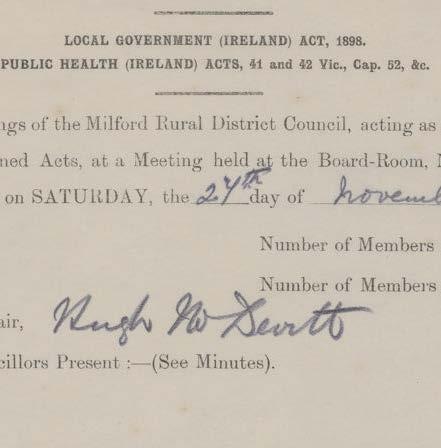 LOCAL GOVERNMENT (IRELAND) ACT, 1898.
PUBLIC HEALTH (IRELAND) ACTS, 41 and 42 Vic., Cap. 52, &c.
ngs of the Milford Rural District Council, acting as
ned Acts, at a Meeting held at the Board-Room, M
on SATURDAY, the 27th day of Novemb
Number of Members
Number of Members
air, Hugh McDevitt
cillors Present :—(See Minutes).